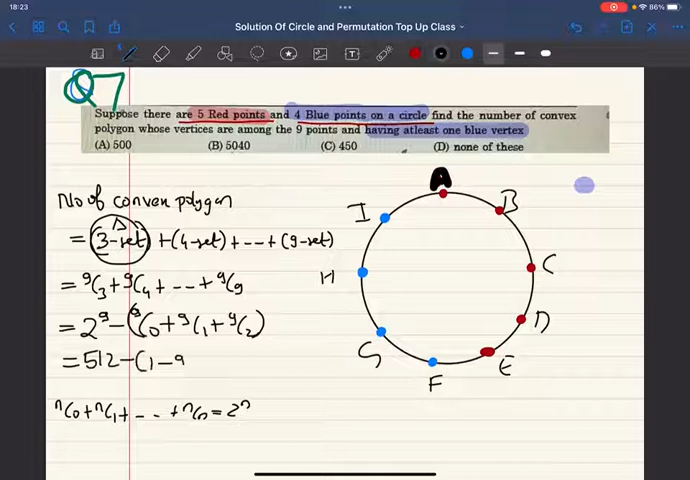 18:23
86%
Solution Of Circle and Permutation Top Up Class
Q7
Suppose there are 5 Red points and 4 Blue points on a circle find the number of convex
polygon whose vertices are among the 9 points and having atleast one blue vertex
(A) 500 (B) 5040 (C) 450 (D) none of these
No of convex polygon
= (3-set) + (4-set) + --- + (9-set)
= ⁹C₃ + ⁹C₄ + --- + ⁹C₉
= 2⁹ - (⁹C₀ + ⁹C₁ + ⁹C₂)
= 512 - (1 - 9
ⁿC₀ + ⁿC₁ + --- + ⁿCₙ = 2ⁿ
A
B
C
D
E
F
G
H
I